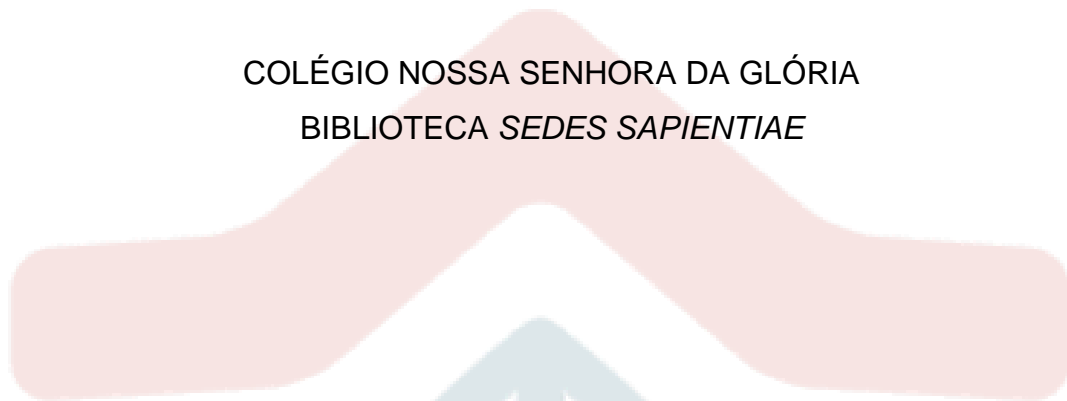 COLÉGIO NOSSA SENHORA DA GLÓRIA
BIBLIOTECA SEDES SAPIENTIAE